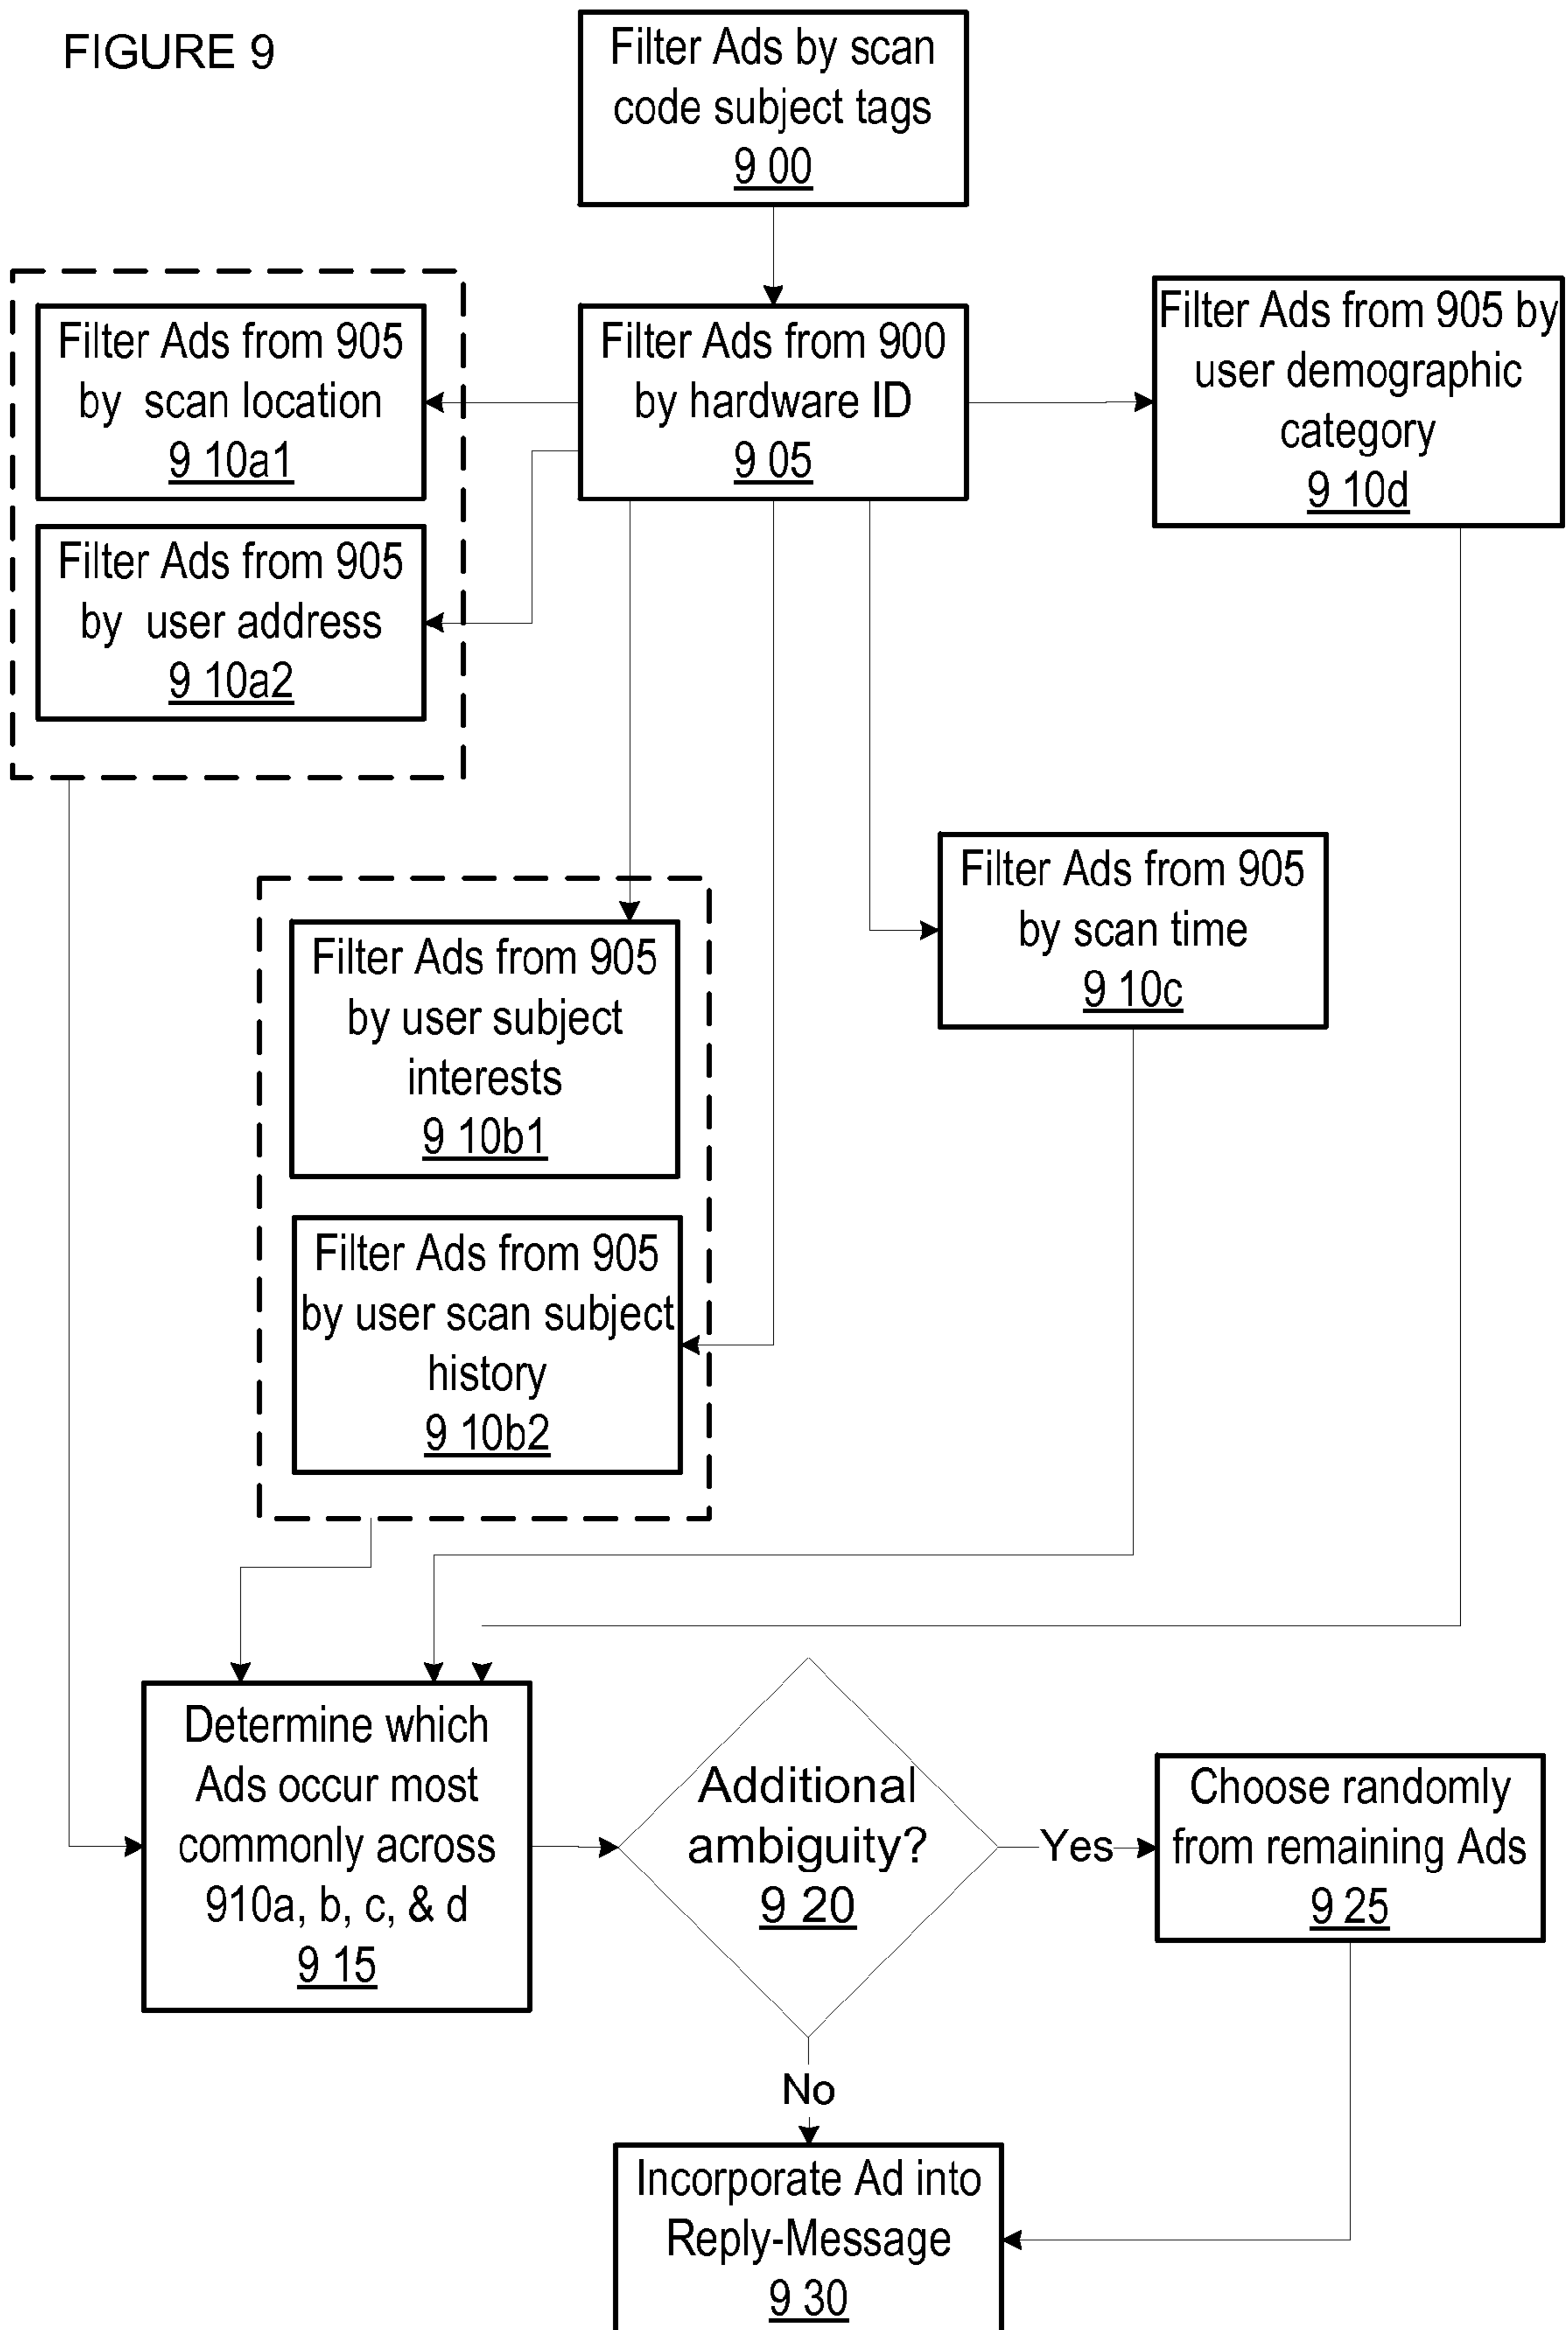 FIGURE 9
Filter Ads by scan
code subject tags
9 00
Filter Ads from 905
by scan location
9 10a1
Filter Ads from 900
by hardware ID
9 05
Filter Ads from 905 by
user demographic
category
9 10d
Filter Ads from 905
by user address
9 10a2
Filter Ads from 905
by scan time
9 10c
Filter Ads from 905
by user subject
interests
9 10b1
Filter Ads from 905
by user scan subject
history
9 10b2
Determine which
Ads occur most
commonly across
910a, b, c, & d
9 15
Additional
ambiguity?
9 20
Yes
Choose randomly
from remaining Ads
9 25
No
Incorporate Ad into
Reply-Message
9 30